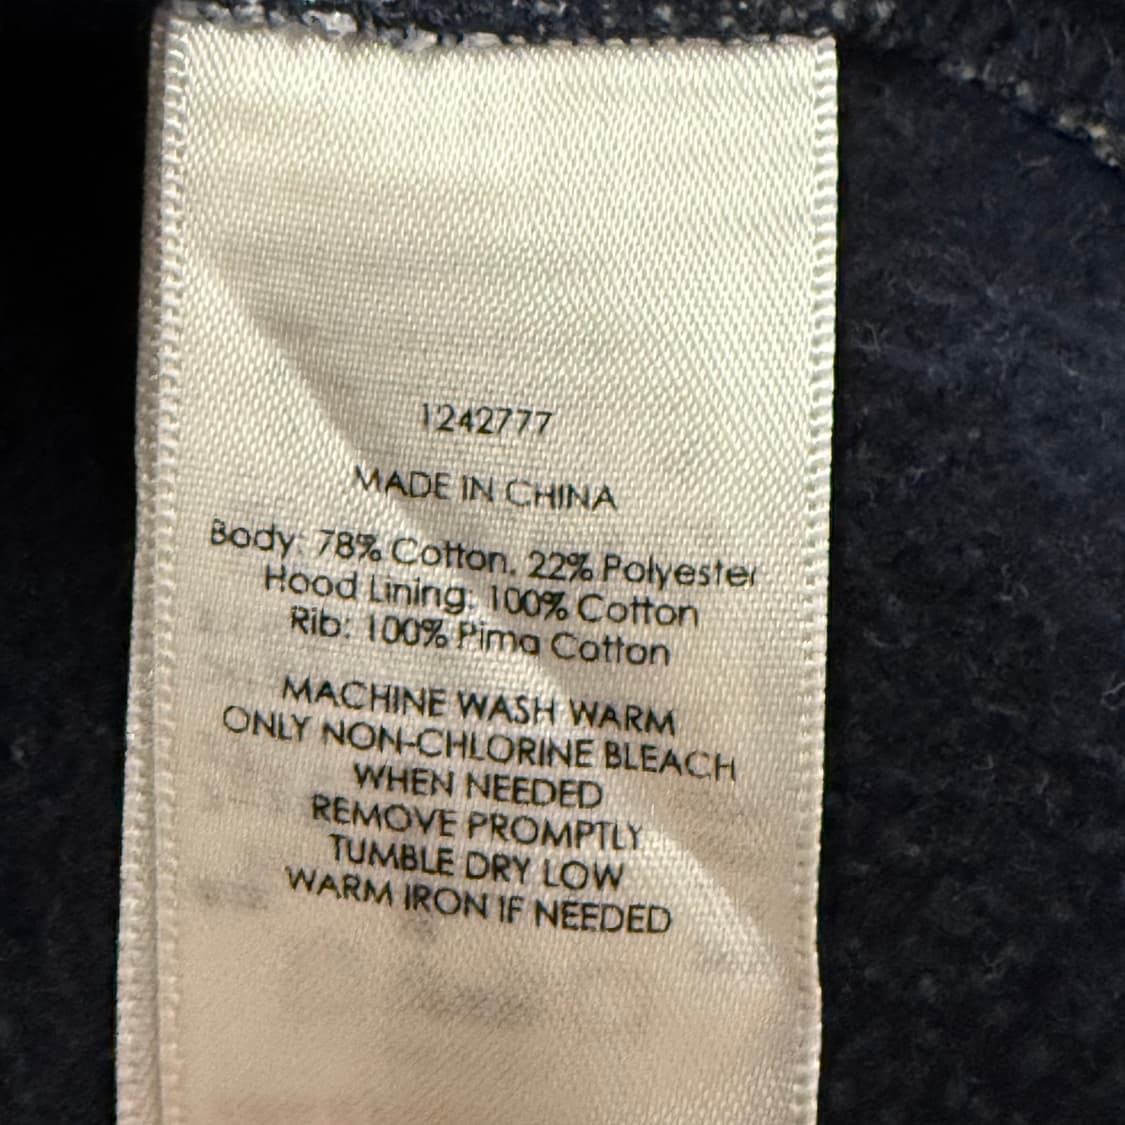 1242777
MADE IN CHINA
Body: 78% Cotton, 22% Polyester
Hood Lining: 100% Cotton
Rib: 100% Pima Cotton
MACHINE WASH WARM
ONLY NON-CHLORINE BLEACH
WHEN NEEDED
REMOVE PROMPTLY
TUMBLE DRY LOW
WARM IRON IF NEEDED